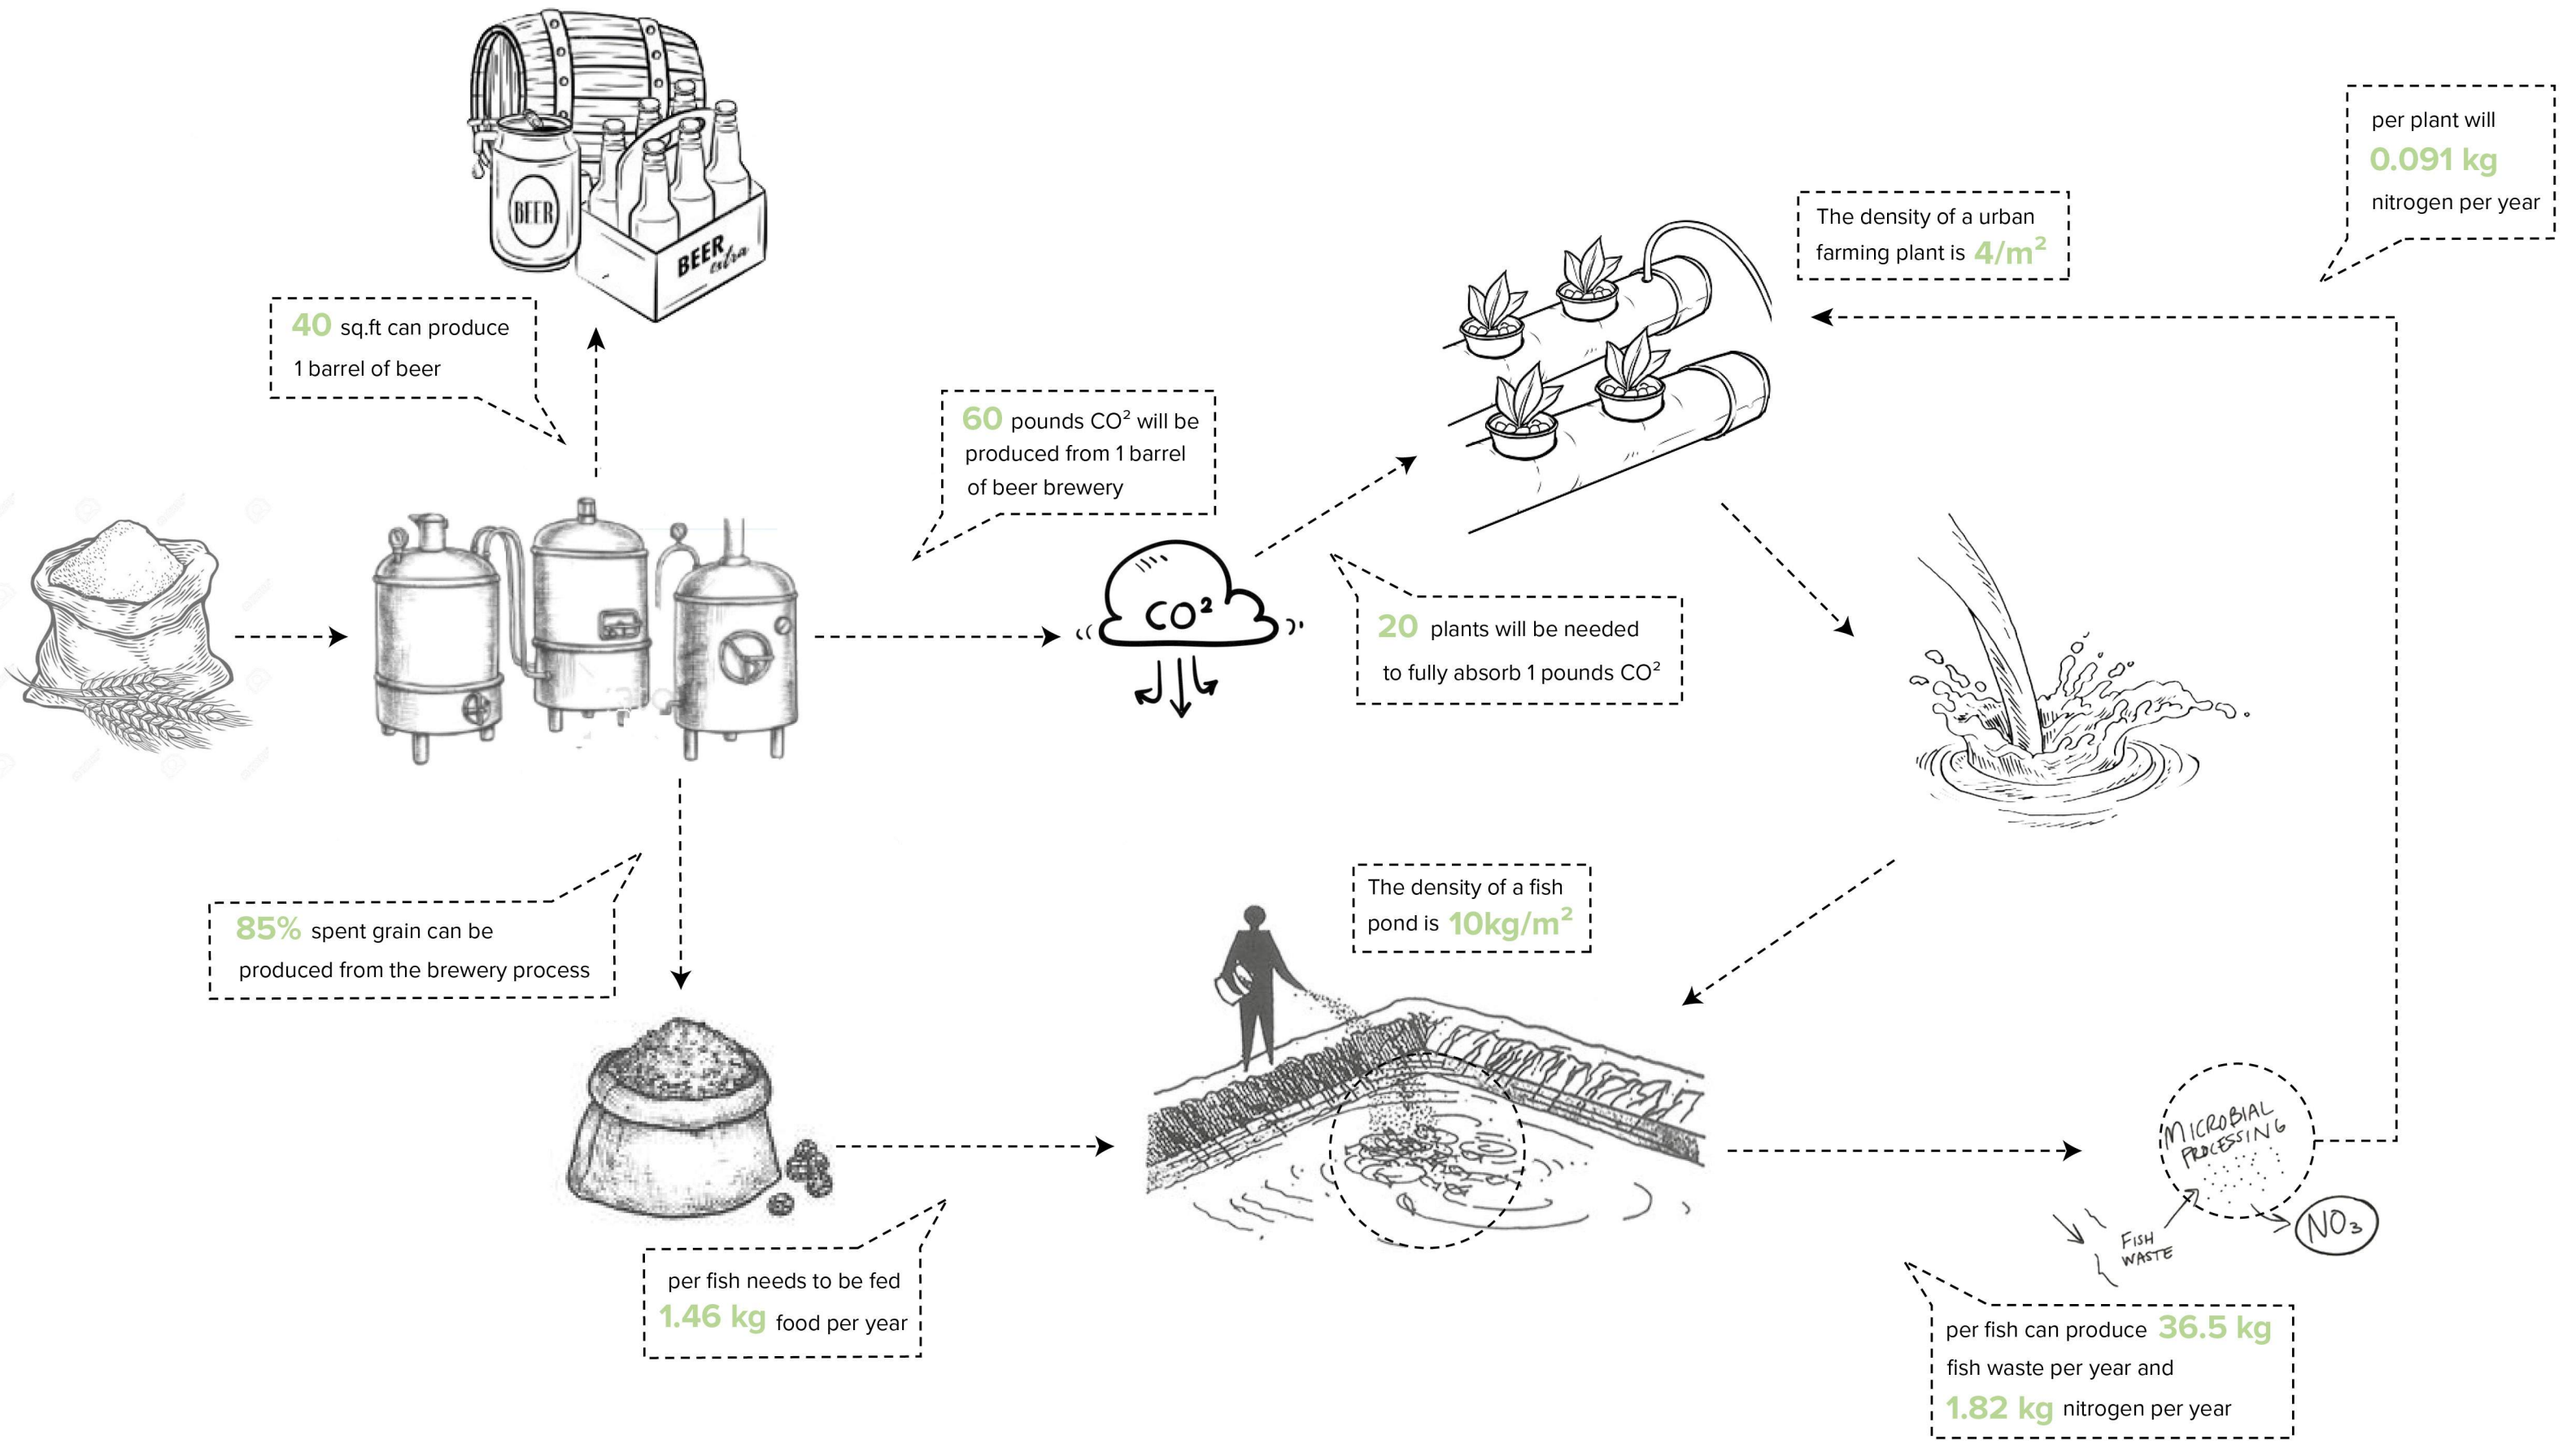 BEER
BEER
extra
40 sq.ft can produce
1 barrel of beer
60 pounds CO² will be
produced from 1 barrel
of beer brewery
The density of a urban
farming plant is 4/m²
per plant will
0.091 kg
nitrogen per year
CO²
20 plants will be needed
to fully absorb 1 pounds CO²
85% spent grain can be
produced from the brewery process
The density of a fish
pond is 10kg/m²
per fish needs to be fed
1.46 kg food per year
MICROBIAL
PROCESSING
FISH
WASTE
NO₃
per fish can produce 36.5 kg
fish waste per year and
1.82 kg nitrogen per year